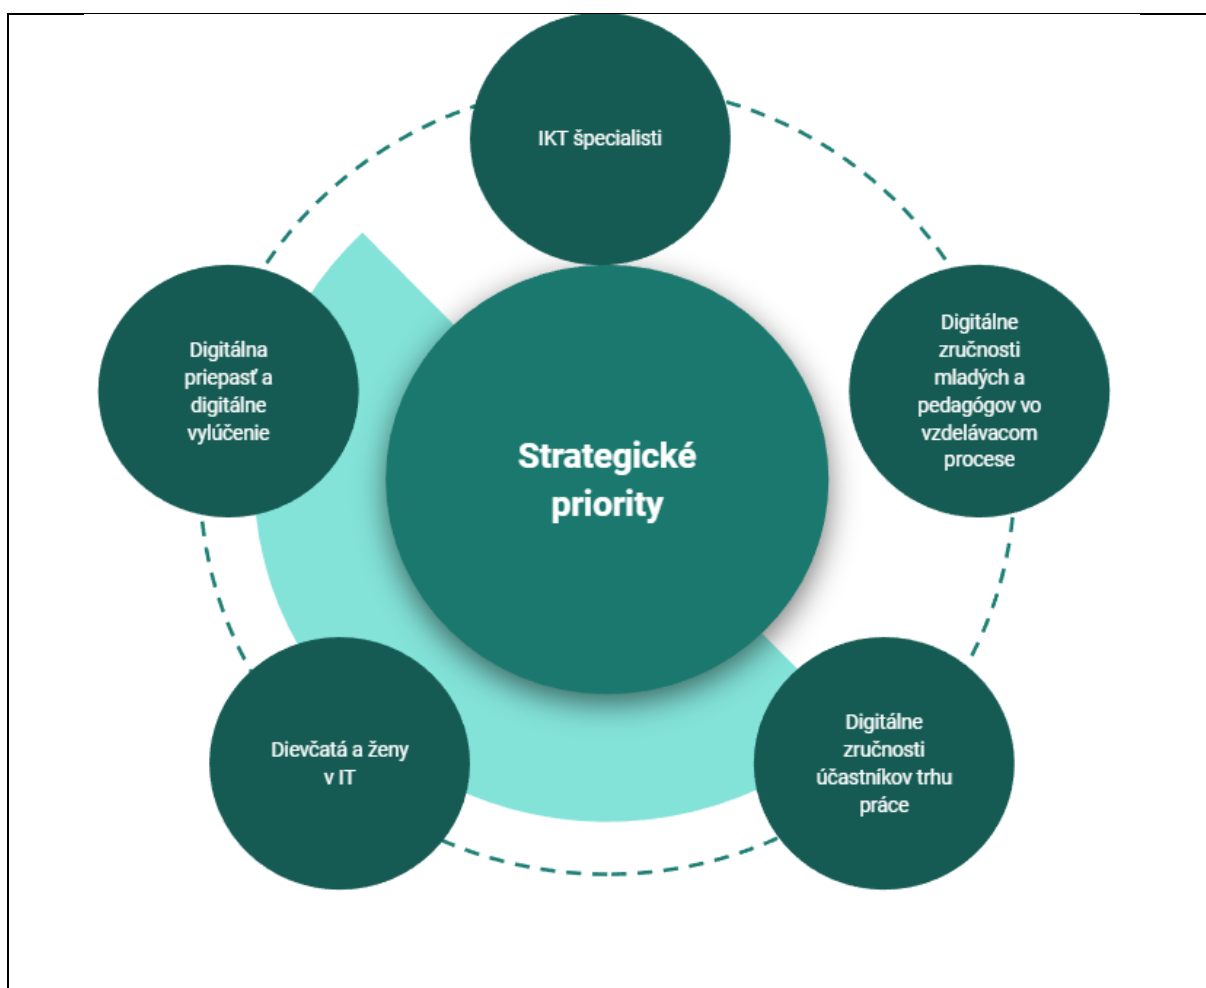 IKT špecialisti
Digitálne
zručnosti
mladých a
pedagógov vo
vzdelávacom
procese
Digitálna
priepasť a
digitálne
vylúčenie
Strategické
priority
Dievčatá a ženy
v IT
Digitálne
zručnosti
účastníkov trhu
práce